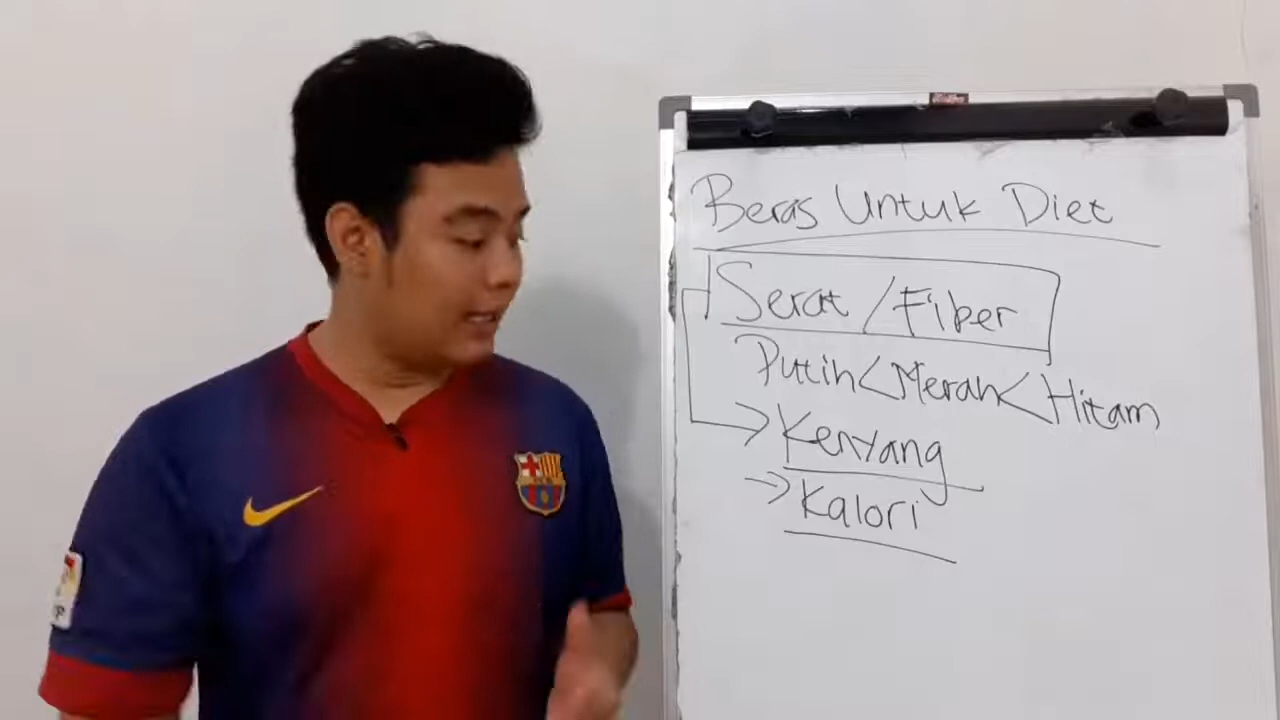 Beras Untuk Diet
Serat / Fiber
Putih < Merah < Hitam
→ Kenyang
→ Kalori